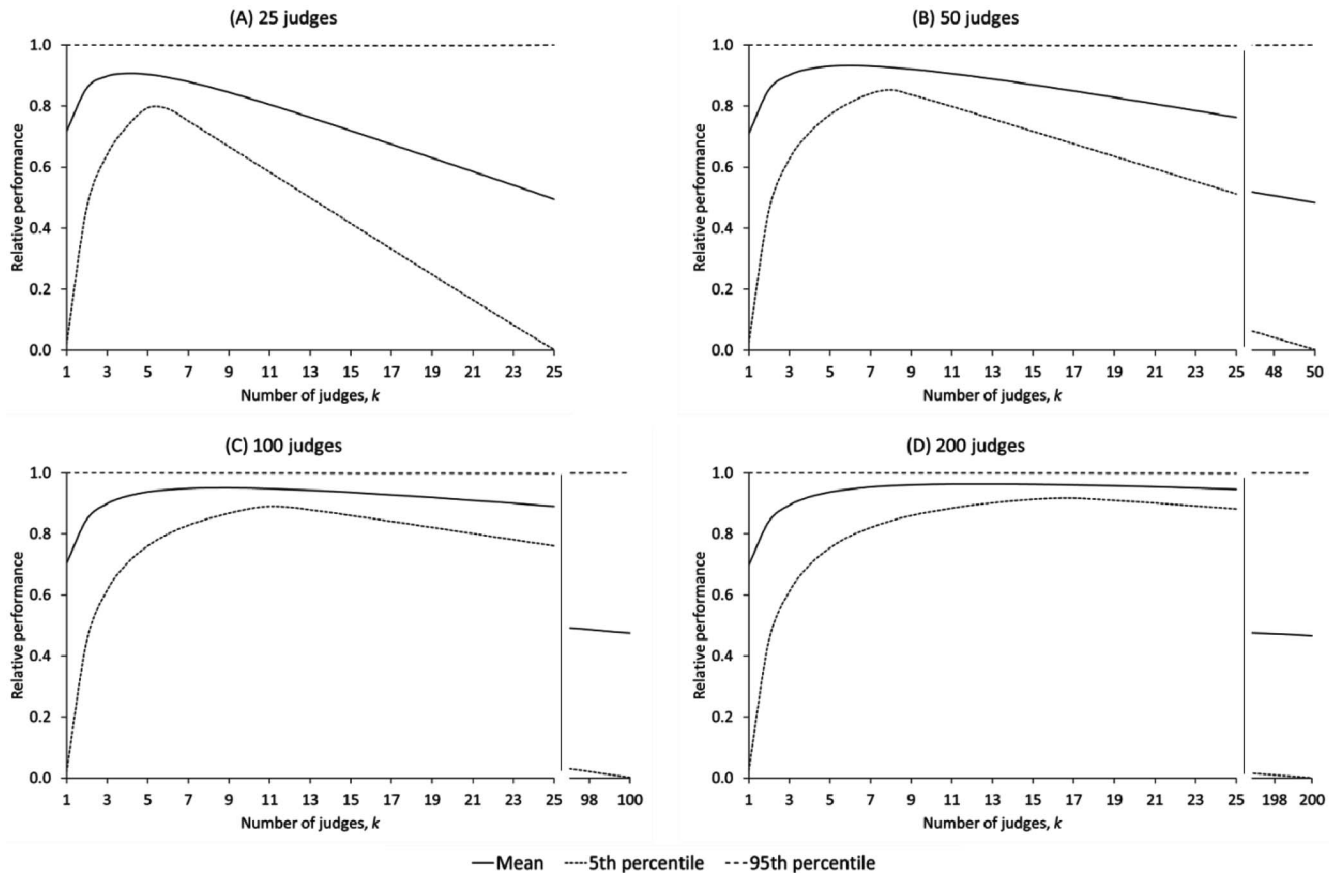 (A) 25 judges
1.0
0.8
0.6
0.4
0.2
0.0
Relative performance
1 3 5 7 9 11 13 15 17 19 21 23 25
Number of judges, k
(B) 50 judges
1.0
0.8
0.6
0.4
0.2
0.0
Relative performance
1 3 5 7 9 11 13 15 17 19 21 23 25 48 50
Number of judges, k
(C) 100 judges
1.0
0.8
0.6
0.4
0.2
0.0
Relative performance
1 3 5 7 9 11 13 15 17 19 21 23 25 98 100
Number of judges, k
(D) 200 judges
1.0
0.8
0.6
0.4
0.2
0.0
Relative performance
1 3 5 7 9 11 13 15 17 19 21 23 25 198 200
Number of judges, k
Mean 5th percentile 95th percentile